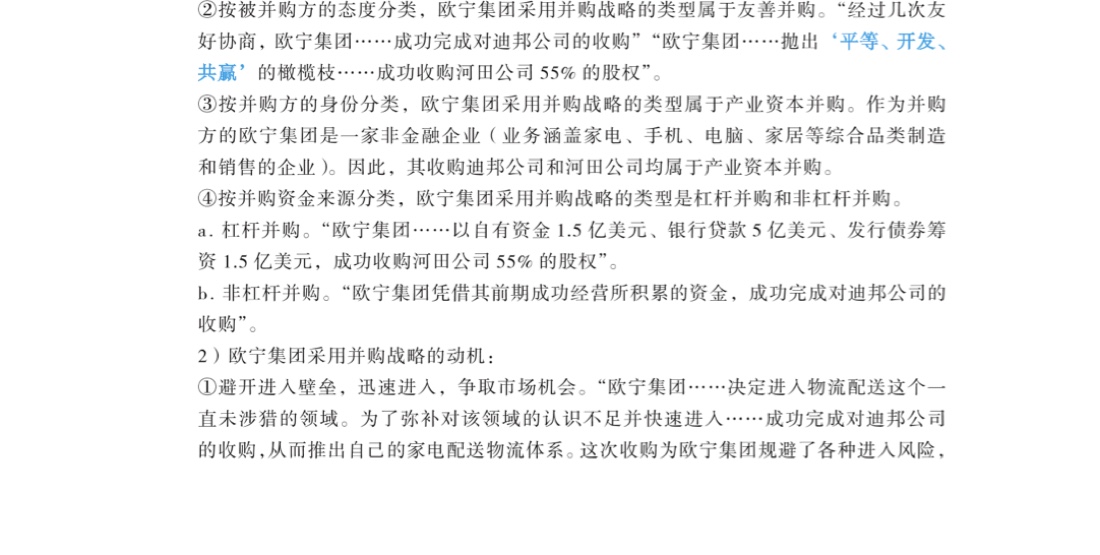 ②按被并购方的态度分类，欧宁集团采用并购战略的类型属于友善并购。“经过几次友
好协商，欧宁集团……成功完成对迪邦公司的收购”“欧宁集团……抛出‘平等、开发、
共赢’的橄榄枝……成功收购河田公司 55% 的股权”。
③按并购方的身份分类，欧宁集团采用并购战略的类型属于产业资本并购。作为并购
方的欧宁集团是一家非金融企业（业务涵盖家电、手机、电脑、家居等综合品类制造
和销售的企业）。因此，其收购迪邦公司和河田公司均属于产业资本并购。
④按并购资金来源分类，欧宁集团采用并购战略的类型是杠杆并购和非杠杆并购。
a. 杠杆并购。“欧宁集团……以自有资金 1.5 亿美元、银行贷款 5 亿美元、发行债券筹
资 1.5 亿美元，成功收购河田公司 55% 的股权”。
b. 非杠杆并购。“欧宁集团凭借其前期成功经营所积累的资金，成功完成对迪邦公司的
收购”。
2）欧宁集团采用并购战略的动机：
①避开进入壁垒，迅速进入，争取市场机会。“欧宁集团……决定进入物流配送这个一
直未涉猎的领域。为了弥补对该领域的认识不足并快速进入……成功完成对迪邦公司
的收购，从而推出自己的家电配送物流体系。这次收购为欧宁集团规避了各种进入风险，